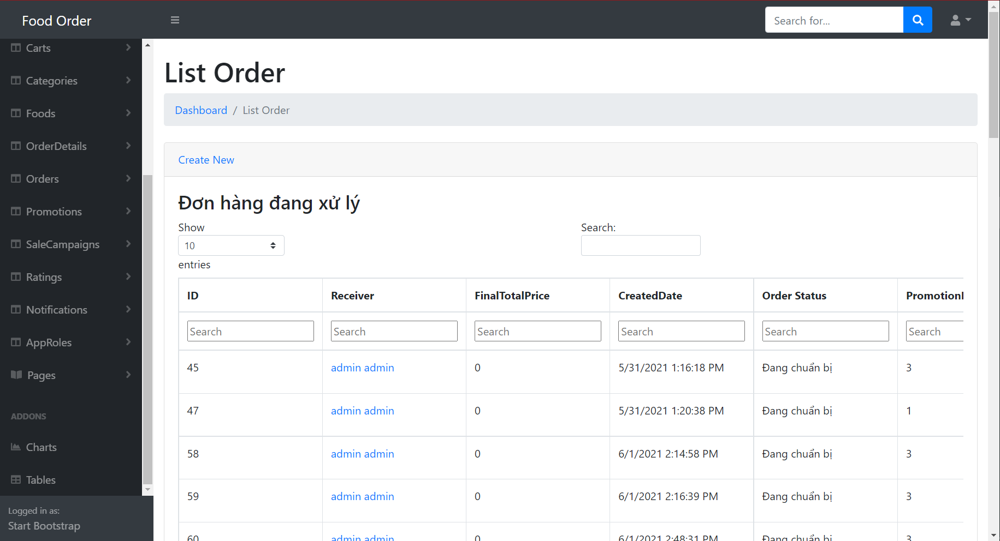 Food Order
Search for...
Carts
Categories
Foods
OrderDetails
Orders
Promotions
SaleCampaigns
Ratings
Notifications
AppRoles
Pages
ADDONS
Charts
Tables
Logged in as:
Start Bootstrap
List Order
Dashboard / List Order
Create New
Đơn hàng đang xử lý
Show
10
entries
Search:
ID Receiver FinalTotalPrice CreatedDate Order Status
Search Search Search Search Search Search
45 admin admin 0 5/31/2021 1:16:18 PM Đang chuẩn bị 3
47 admin admin 0 5/31/2021 1:20:38 PM Đang chuẩn bị 1
58 admin admin 0 6/1/2021 2:14:58 PM Đang chuẩn bị 3
59 admin admin 0 6/1/2021 2:16:39 PM Đang chuẩn bị 3
60 admin admin 0 6/1/2021 2:48:31 PM Đang chuẩn bị 3